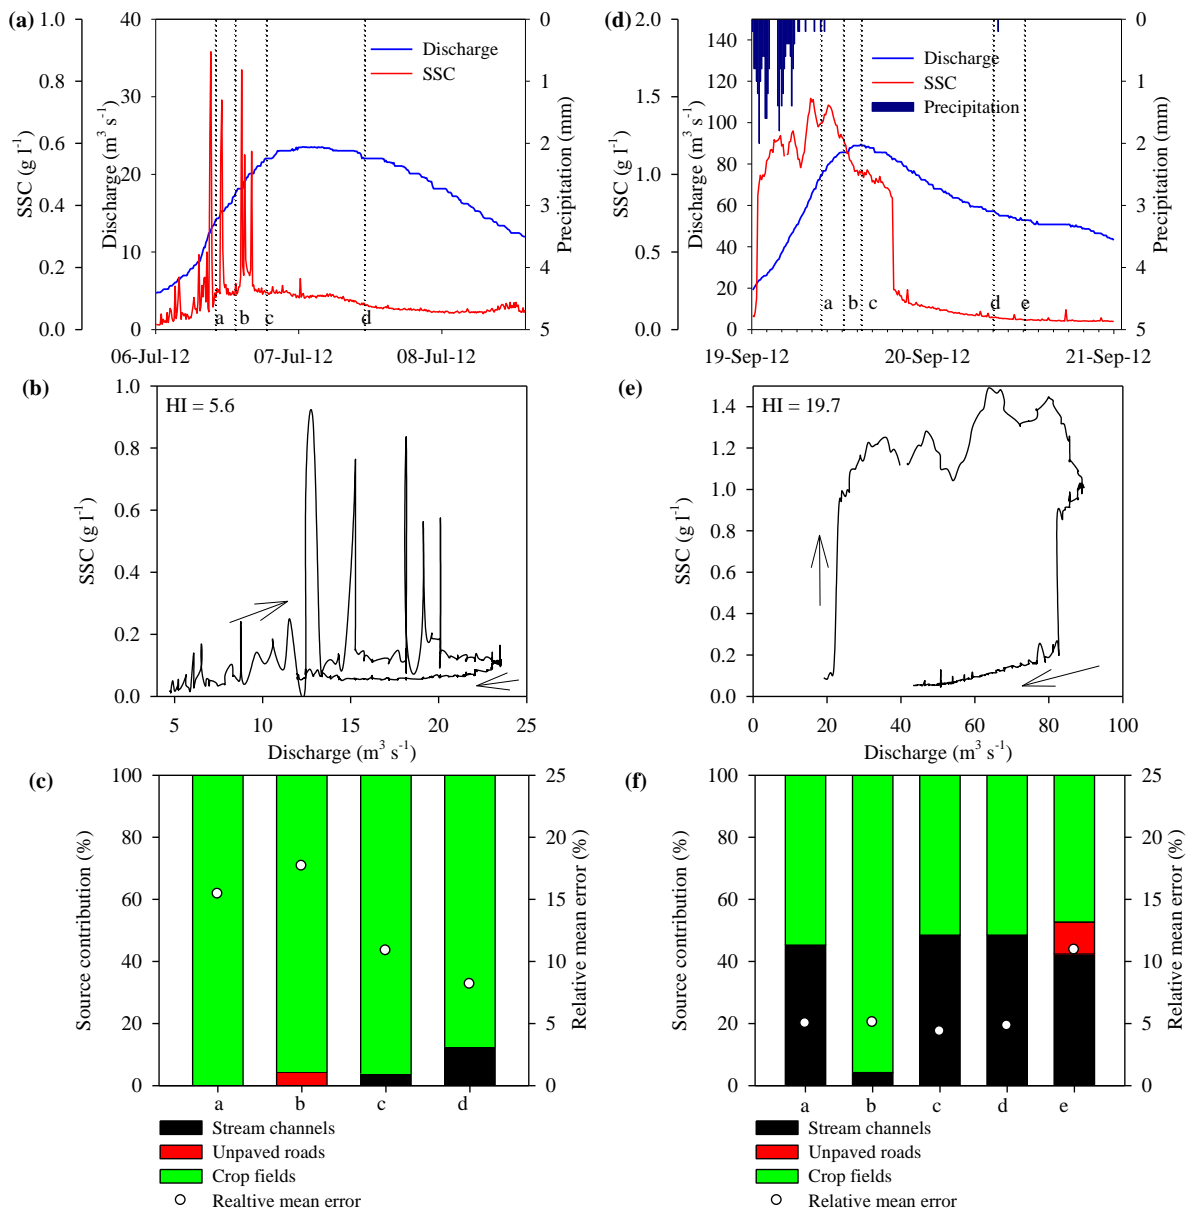 (a)
1.0
0.8
0.6
0.4
0.2
0.0
SSC (g l-1)
40
30
20
10
0
Discharge (m3 s-1)
Discharge
SSC
a
b
c
d
0
1
2
3
4
5
Precipitation (mm)
06-Jul-12
07-Jul-12
08-Jul-12
(d)
2.0
1.5
1.0
0.5
0.0
SSC (g l-1)
140
120
100
80
60
40
20
0
Discharge (m3 s-1)
Discharge
SSC
Precipitation
a
b
c
d
e
0
1
2
3
4
5
Precipitation (mm)
19-Sep-12
20-Sep-12
21-Sep-12
(b)
HI = 5.6
1.0
0.8
0.6
0.4
0.2
0.0
SSC (g l-1)
5
10
15
20
25
Discharge (m3 s-1)
(e)
HI = 19.7
1.4
1.2
1.0
0.8
0.6
0.4
0.2
0.0
SSC (g l-1)
0
20
40
60
80
100
Discharge (m3 s-1)
(c)
100
80
60
40
20
0
Source contribution (%)
25
20
15
10
5
0
Relative mean error (%)
a
b
c
d
Stream channels
Unpaved roads
Crop fields
Realtive mean error
(f)
100
80
60
40
20
0
Source contribution (%)
25
20
15
10
5
0
Relative mean error (%)
a
b
c
d
e
Stream channels
Unpaved roads
Crop fields
Relative mean error